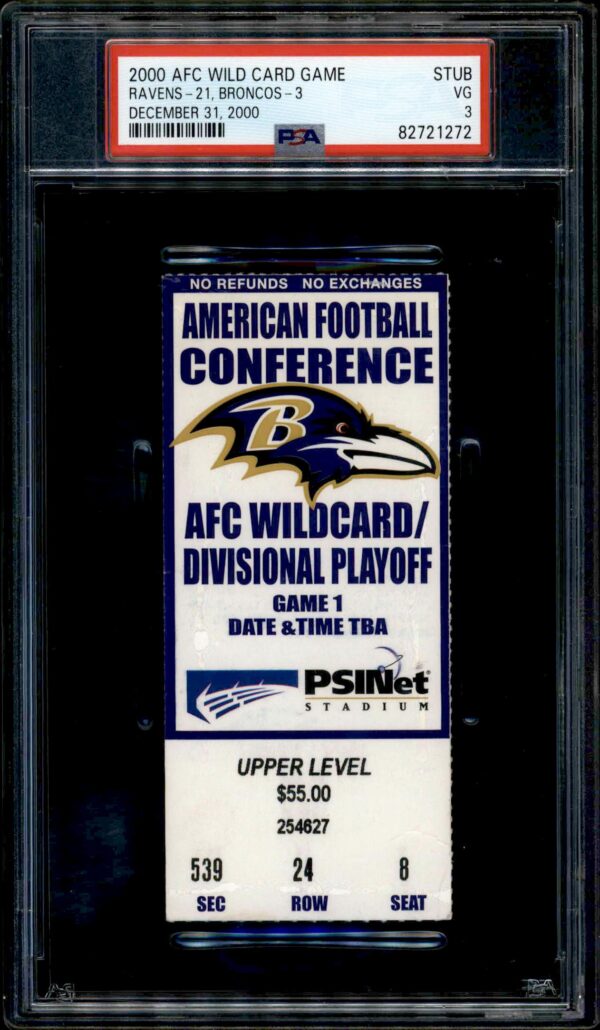 2000 AFC WILD CARD GAME STUB
RAVENS - 21, BRONCOS - 3 VG
DECEMBER 31, 2000 3
PSA 82721272
NO REFUNDS NO EXCHANGES
AMERICAN FOOTBALL
CONFERENCE
B
AFC WILDCARD/
DIVISIONAL PLAYOFF
GAME 1
DATE & TIME TBA
PSINet
STADIUM
UPPER LEVEL
$55.00
254627
539 24 8
SEC ROW SEAT
PSA PSA